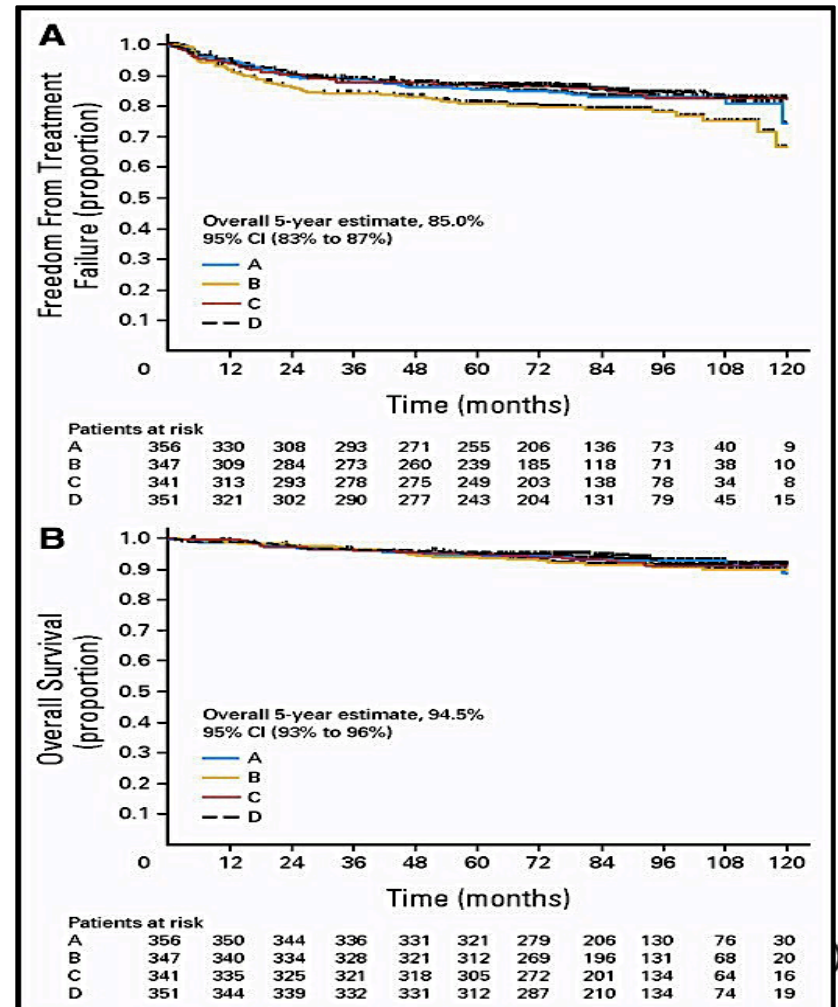 A
Freedom From Treatment
Failure (proportion)
1.0
0.9
0.8
0.7
0.6
0.5
0.4
0.3
0.2
0.1
Overall 5-year estimate, 85.0%
95% CI (83% to 87%)
A
B
C
D
0 12 24 36 48 60 72 84 96 108 120
Time (months)
Patients at risk
A 356 330 308 293 271 255 206 136 73 40 9
B 347 309 284 273 260 239 185 118 71 38 10
C 341 313 293 278 275 249 203 138 78 34 8
D 351 321 302 290 277 243 204 131 79 45 15
B
Overall Survival
(proportion)
1.0
0.9
0.8
0.7
0.6
0.5
0.4
0.3
0.2
0.1
Overall 5-year estimate, 94.5%
95% CI (93% to 96%)
A
B
C
D
0 12 24 36 48 60 72 84 96 108 120
Time (months)
Patients at risk
A 356 350 344 336 331 321 279 206 130 76 30
B 347 340 334 328 321 312 269 196 131 68 20
C 341 335 325 321 318 305 272 201 134 64 16
D 351 344 339 332 331 312 287 210 134 74 19
)